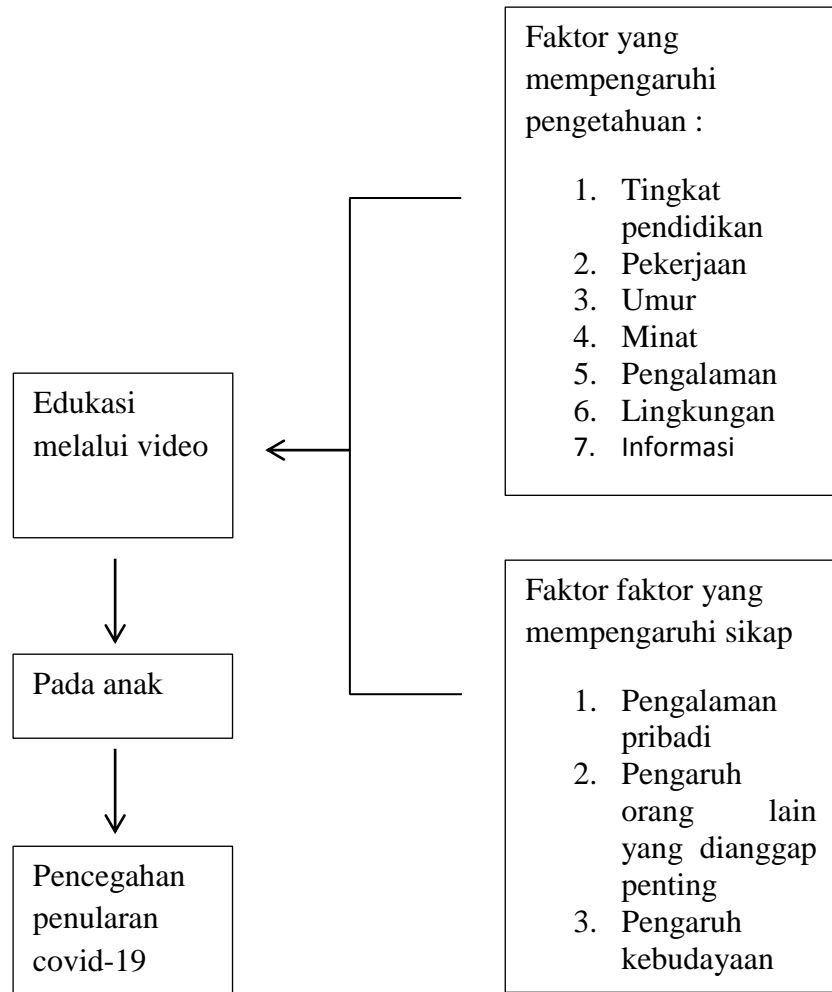 Faktor yang
mempengaruhi
pengetahuan :
1. Tingkat
pendidikan
2. Pekerjaan
3. Umur
4. Minat
5. Pengalaman
6. Lingkungan
7. Informasi
Edukasi
melalui video
Pada anak
Pencegahan
penularan
covid-19
Faktor faktor yang
mempengaruhi sikap
1. Pengalaman
pribadi
2. Pengaruh
orang lain
yang dianggap
penting
3. Pengaruh
kebudayaan